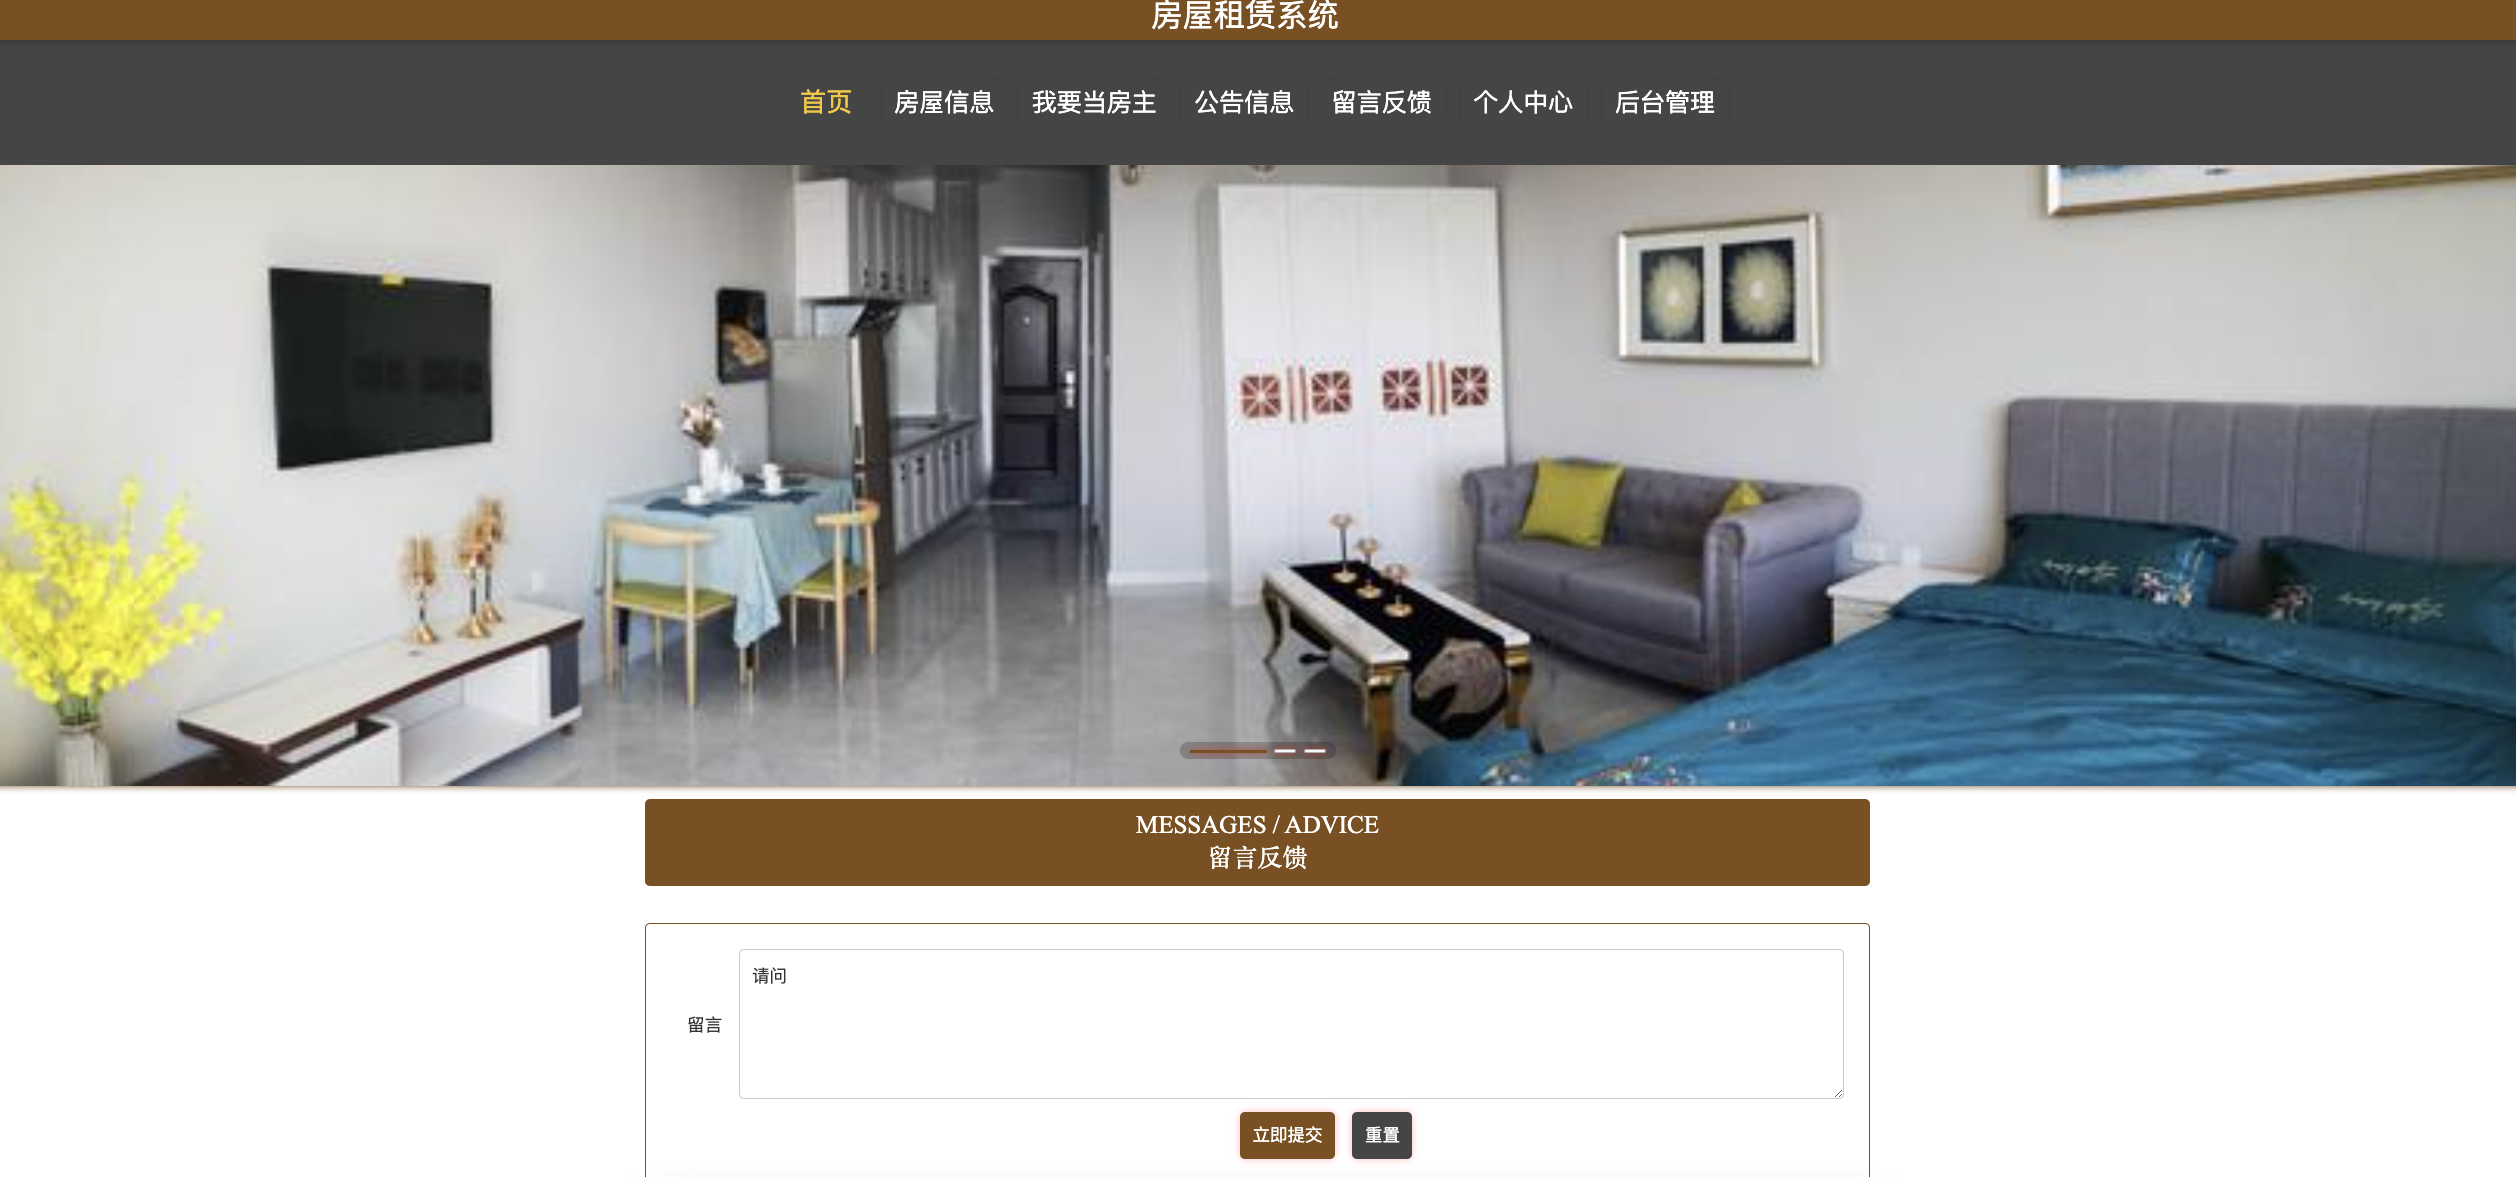 房屋租赁系统
首页 房屋信息 我要当房主 公告信息 留言反馈 个人中心 后台管理
MESSAGES / ADVICE
留言反馈
请问
留言
立即提交 重置